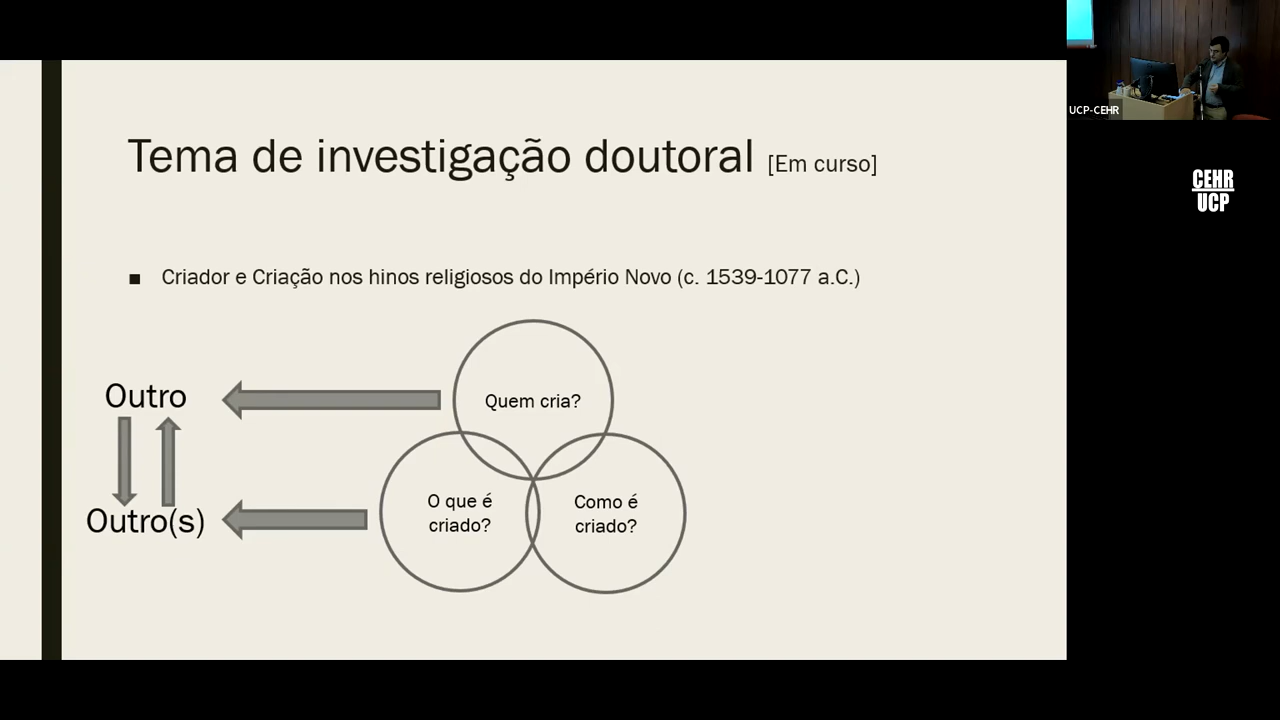 Tema de investigação doutoral [Em curso]
■ Criador e Criação nos hinos religiosos do Império Novo (c. 1539-1077 a.C.)
Outro
Quem cria?
Outro(s)
O que é
criado?
Como é
criado?
UCP-CEHR
CEHR
UCP